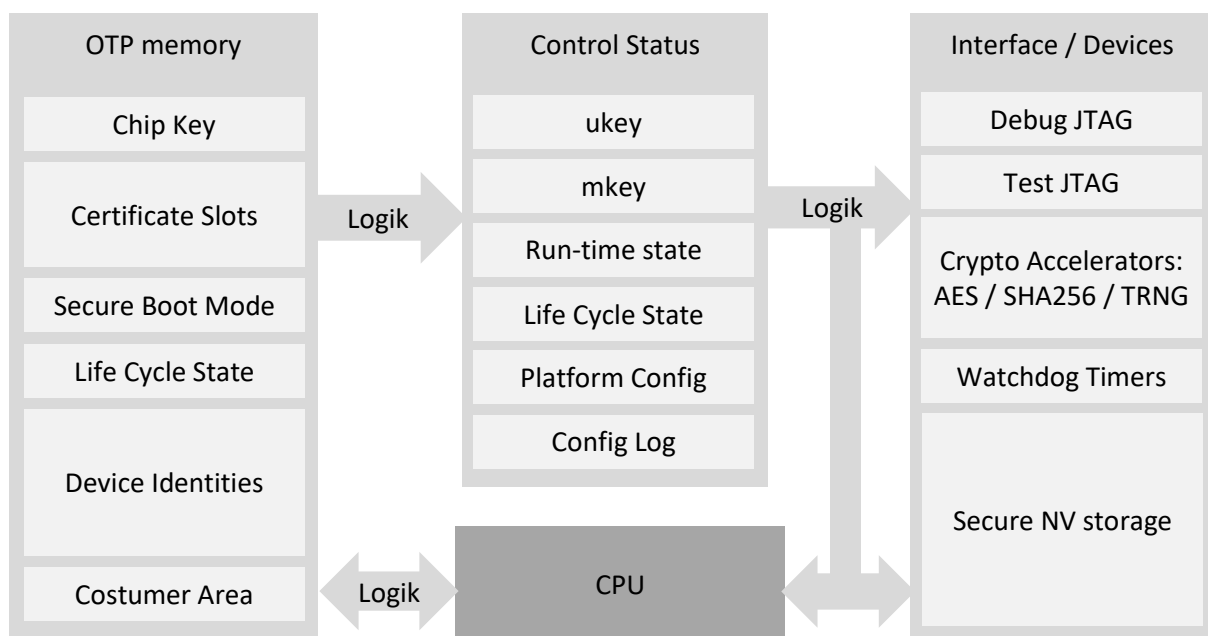 OTP memory
Chip Key
Certificate Slots
Secure Boot Mode
Life Cycle State
Device Identities
Costumer Area
Logik
Logik
Control Status
ukey
mkey
Run-time state
Life Cycle State
Platform Config
Config Log
CPU
Logik
Interface / Devices
Debug JTAG
Test JTAG
Crypto Accelerators:
AES / SHA256 / TRNG
Watchdog Timers
Secure NV storage